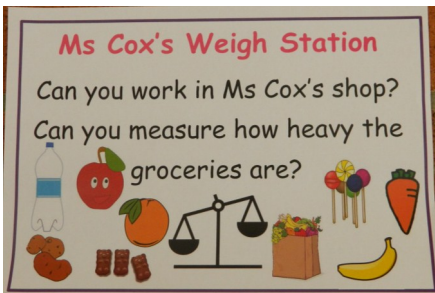 Ms Cox's Weigh Station
Can you work in Ms Cox's shop?
Can you measure how heavy the
groceries are?